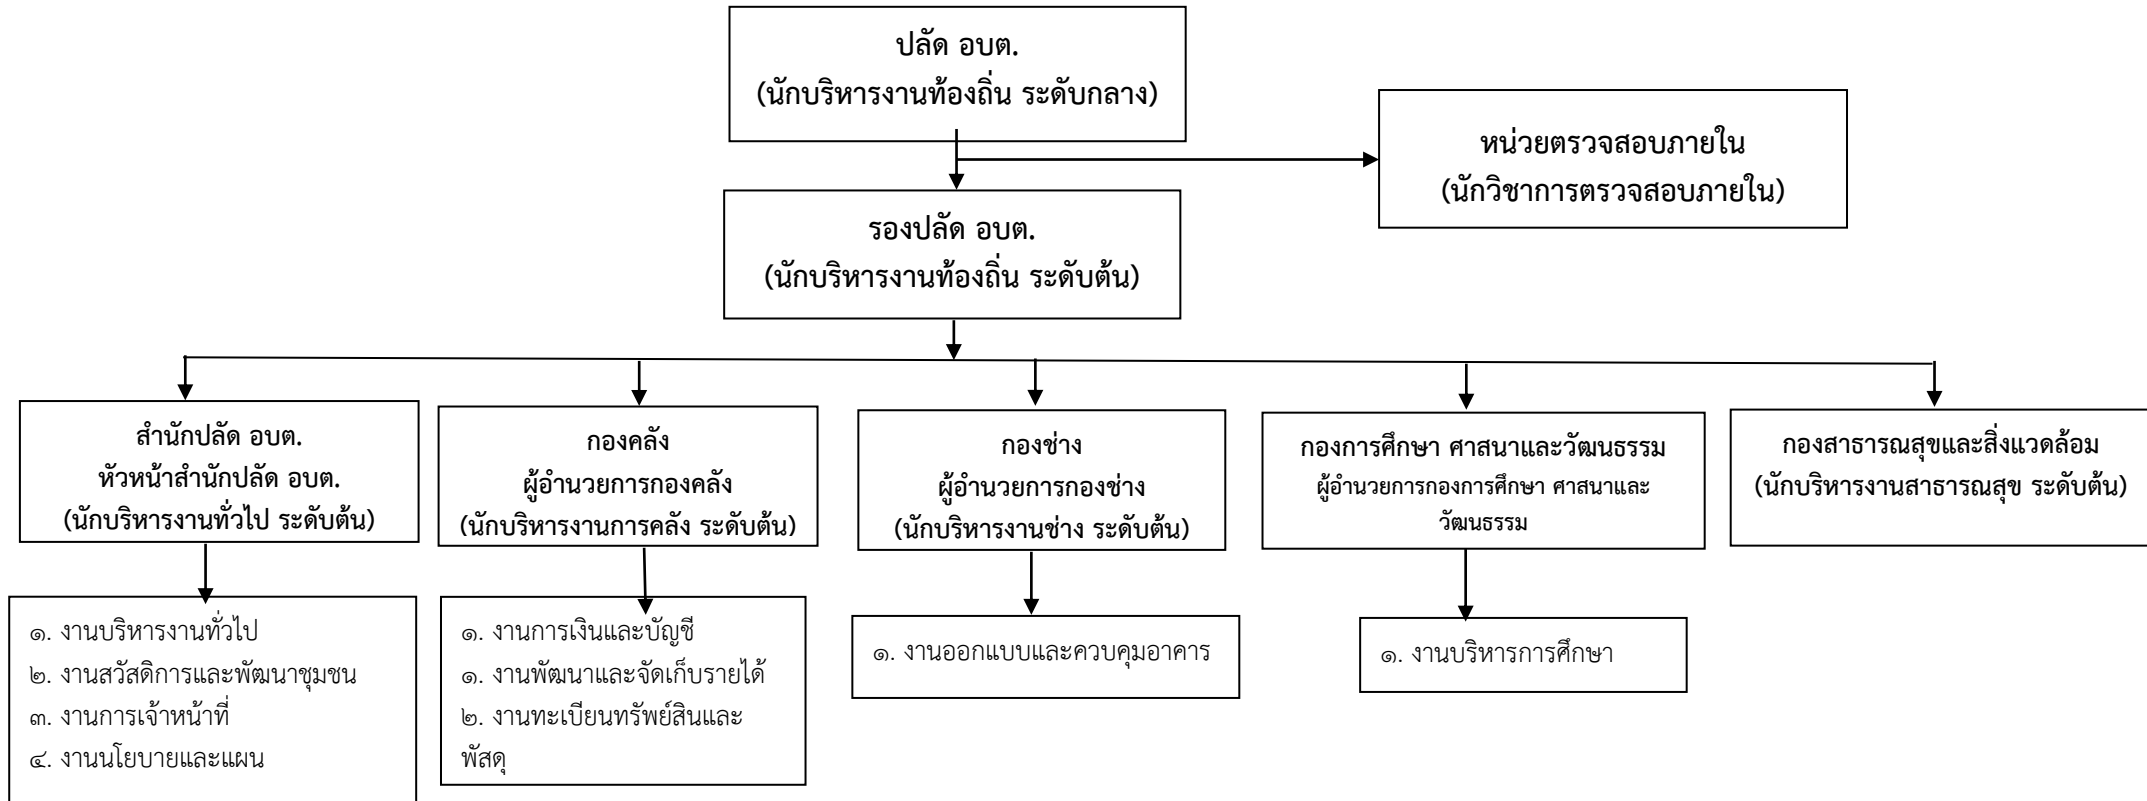 ปลัด อบต.
(นักบริหารงานท้องถิ่น ระดับกลาง)
หน่วยตรวจสอบภายใน
(นักวิชาการตรวจสอบภายใน)
รองปลัด อบต.
(นักบริหารงานท้องถิ่น ระดับต้น)
สำนักปลัด อบต.
หัวหน้าสำนักปลัด อบต.
(นักบริหารงานทั่วไป ระดับต้น)
กองคลัง
ผู้อำนวยการกองคลัง
(นักบริหารงานการคลัง ระดับต้น)
กองช่าง
ผู้อำนวยการกองช่าง
(นักบริหารงานช่าง ระดับต้น)
กองการศึกษา ศาสนาและวัฒนธรรม
ผู้อำนวยการกองการศึกษา ศาสนาและ
วัฒนธรรม
กองสาธารณสุขและสิ่งแวดล้อม
(นักบริหารงานสาธารณสุข ระดับต้น)
๑. งานบริหารงานทั่วไป
๒. งานสวัสดิการและพัฒนาชุมชน
๓. งานการเจ้าหน้าที่
๔. งานนโยบายและแผน
๑. งานการเงินและบัญชี
๑. งานพัฒนาและจัดเก็บรายได้
๒. งานทะเบียนทรัพย์สินและ
พัสดุ
๑. งานออกแบบและควบคุมอาคาร
๑. งานบริหารการศึกษา